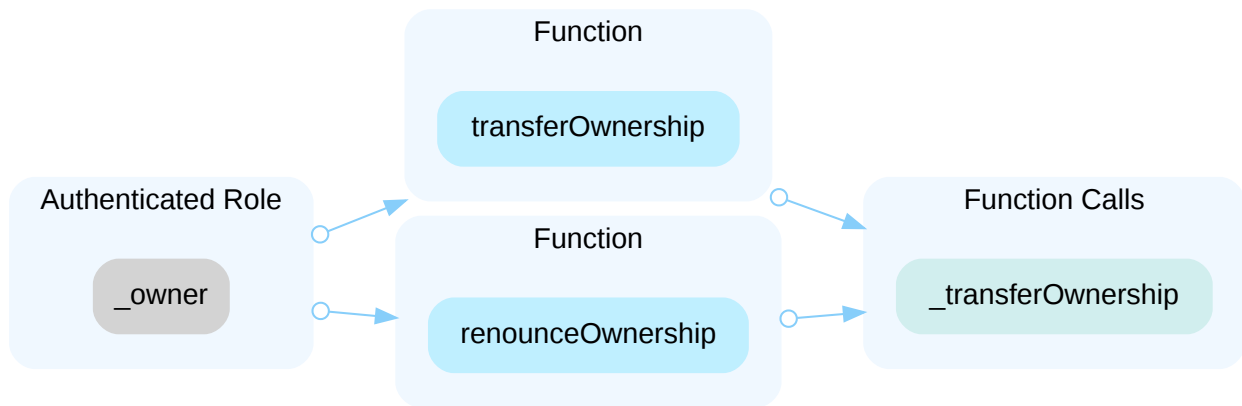 Authenticated Role
_owner
Function
transferOwnership
Function
renounceOwnership
Function Calls
_transferOwnership